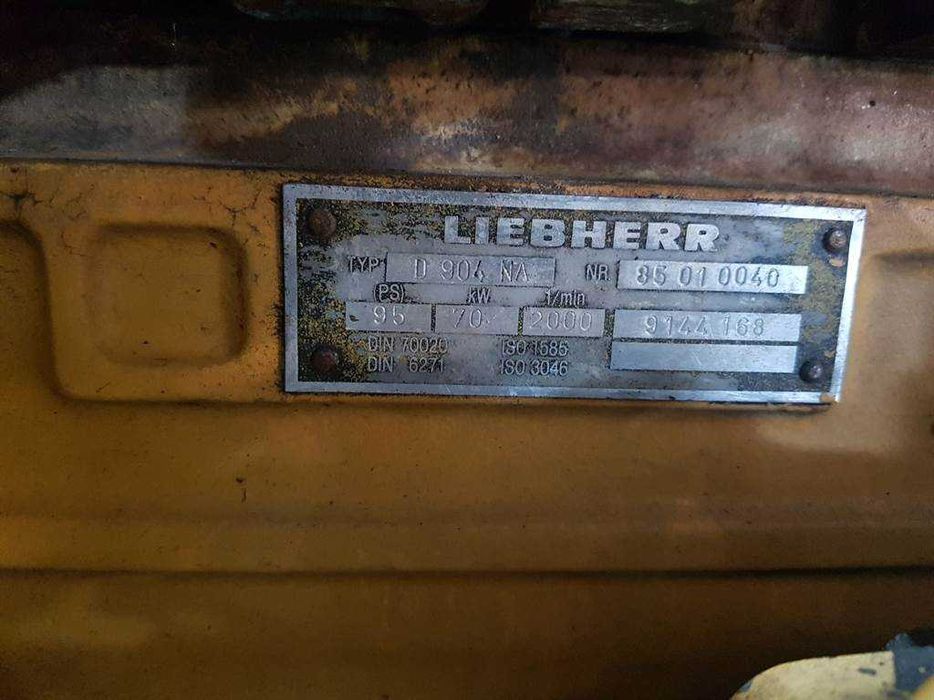 LIEBHERR
TYP D 904 NA NR 85 01 0040
(PS) kW 1/min
95 70 2000 9144 168
DIN 70020 ISO 1585
DIN 6271 ISO 3046